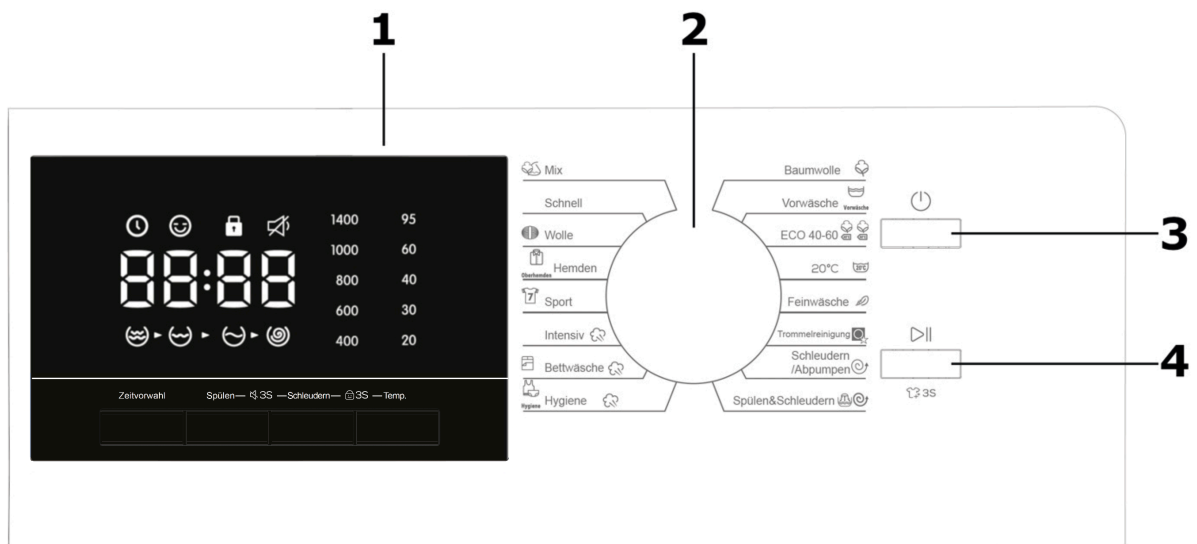 1
2
1400 95
1000 60
88:88
800 40
600 30
400 20
Zeitvorwahl Spülen— 3S —Schleudern— 3S —Temp.
Mix
Schnell
Wolle
Oberhemden Hemden
7 Sport
Intensiv
Bettwäsche
Hygiene Hygiene
Baumwolle
Vorwäsche Vorwäsche
ECO 40-60
20°C 20°C
Feinwäsche
Trommelreinigung
Schleudern
/Abpumpen
Spülen&Schleudern
3
4
3S